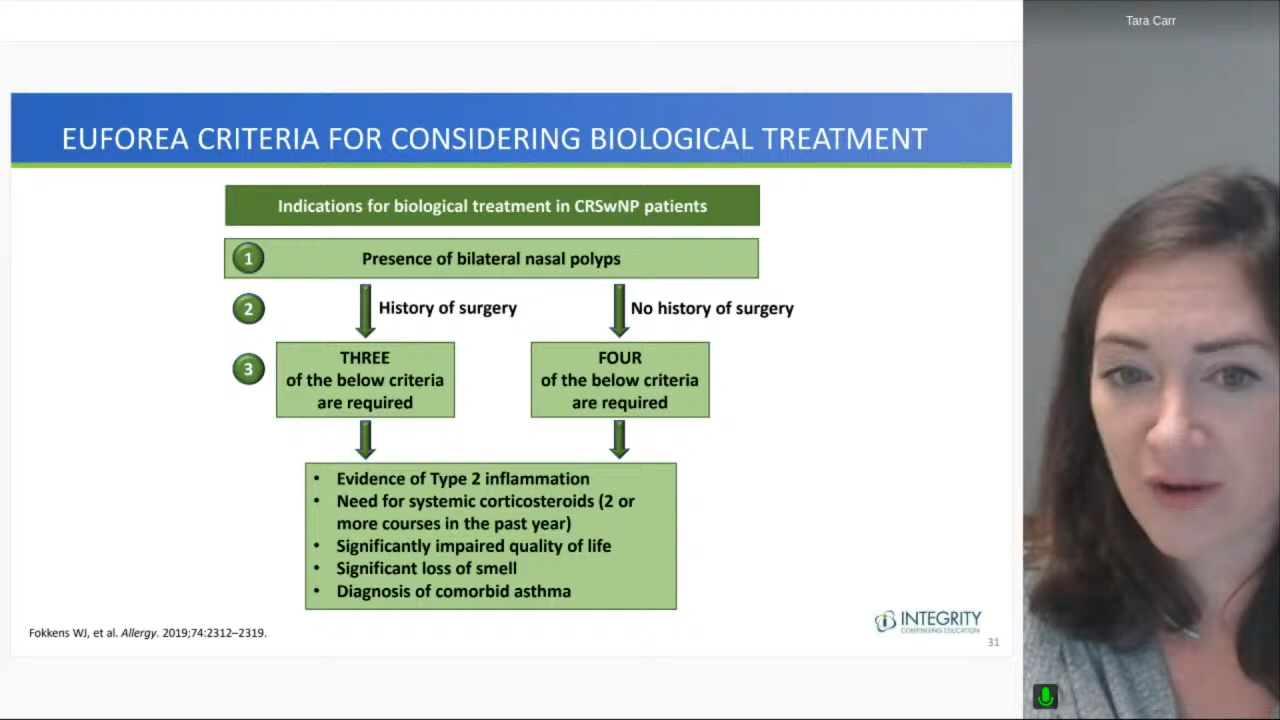 Tara Carr
EUFOREA CRITERIA FOR CONSIDERING BIOLOGICAL TREATMENT
Indications for biological treatment in CRSwNP patients
1
Presence of bilateral nasal polyps
2
History of surgery
No history of surgery
3
THREE
of the below criteria
are required
FOUR
of the below criteria
are required
• Evidence of Type 2 inflammation
• Need for systemic corticosteroids (2 or
more courses in the past year)
• Significantly impaired quality of life
• Significant loss of smell
• Diagnosis of comorbid asthma
Fokkens WJ, et al. Allergy. 2019;74:2312–2319.
INTEGRITY
CONTINUING EDUCATION
31